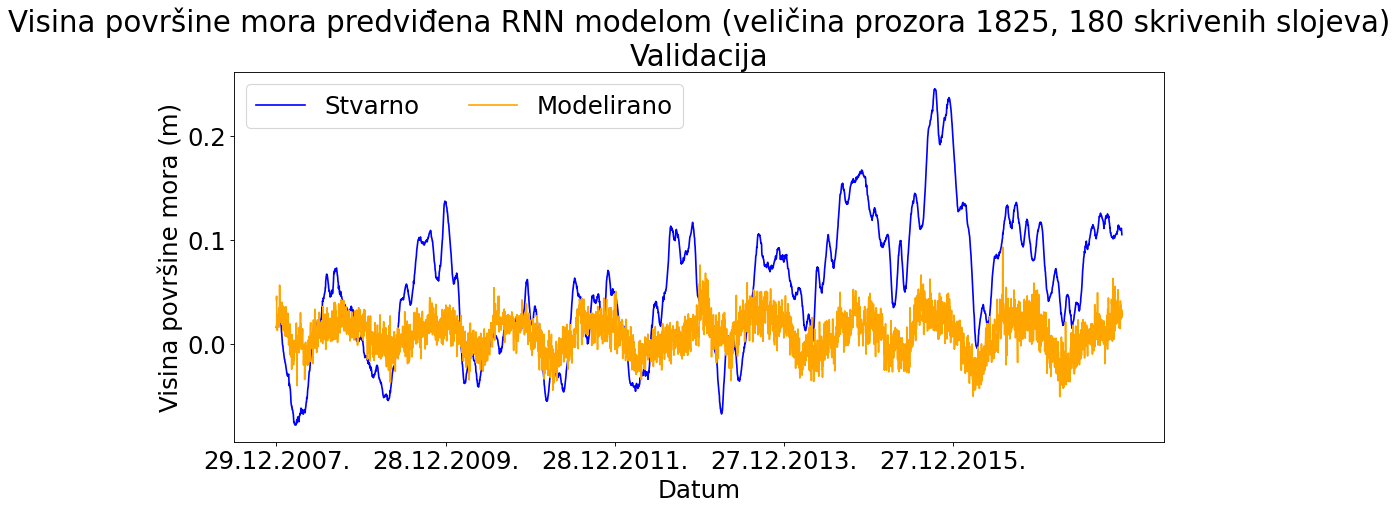 Visina površine mora predviđena RNN modelom (veličina prozora 1825, 180 skrivenih slojeva)
Validacija
Stvarno
Modelirano
Visina površine mora (m)
0.2
0.1
0.0
29.12.2007.
28.12.2009.
28.12.2011.
27.12.2013.
27.12.2015.
Datum